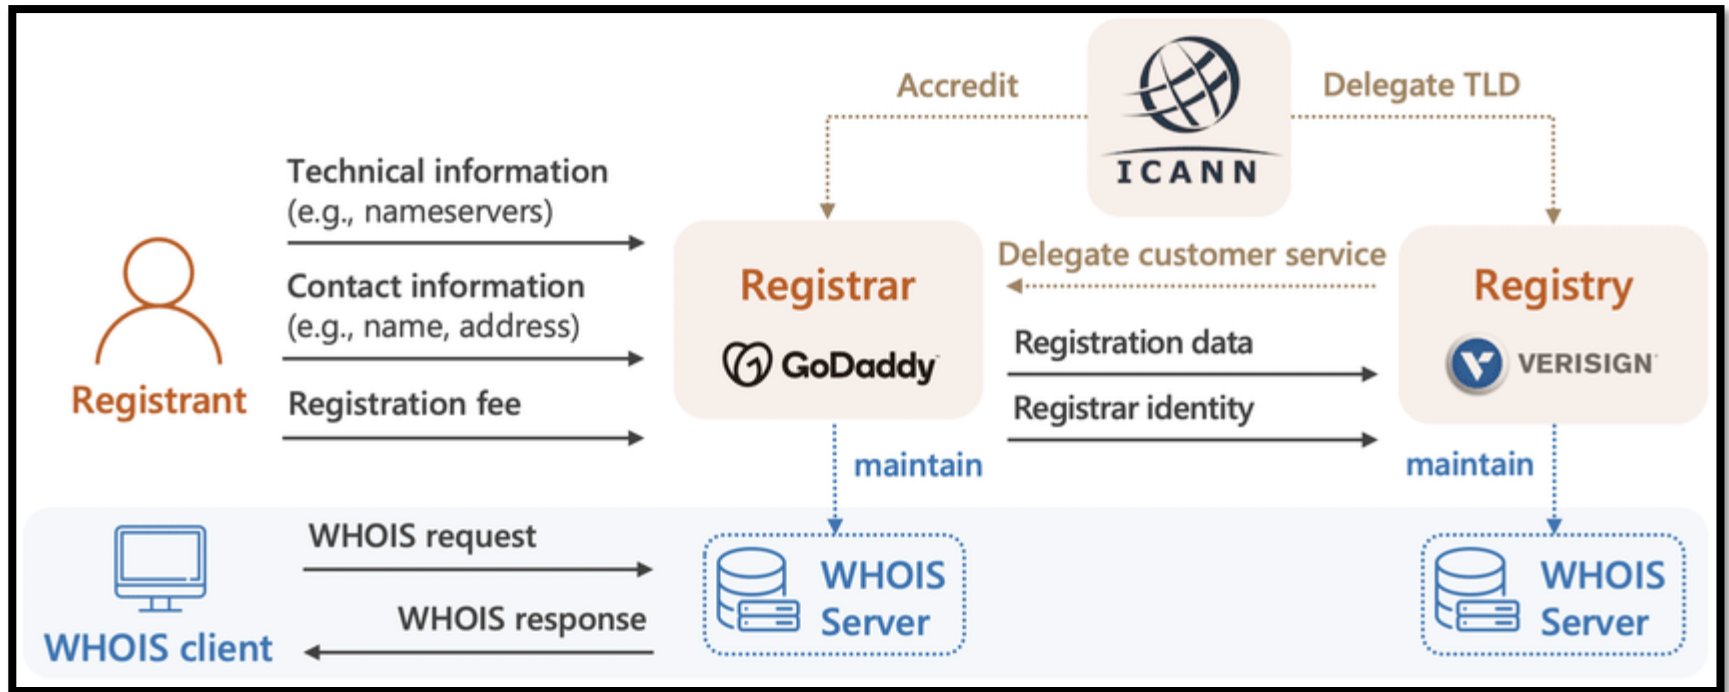 Accredit
Delegate TLD
ICANN
Technical information
(e.g., nameservers)
Contact information
(e.g., name, address)
Registration fee
Registrant
Registrar
GoDaddy
Delegate customer service
Registration data
Registrar identity
Registry
VERISIGN
maintain
maintain
WHOIS request
WHOIS response
WHOIS client
WHOIS
Server
WHOIS
Server